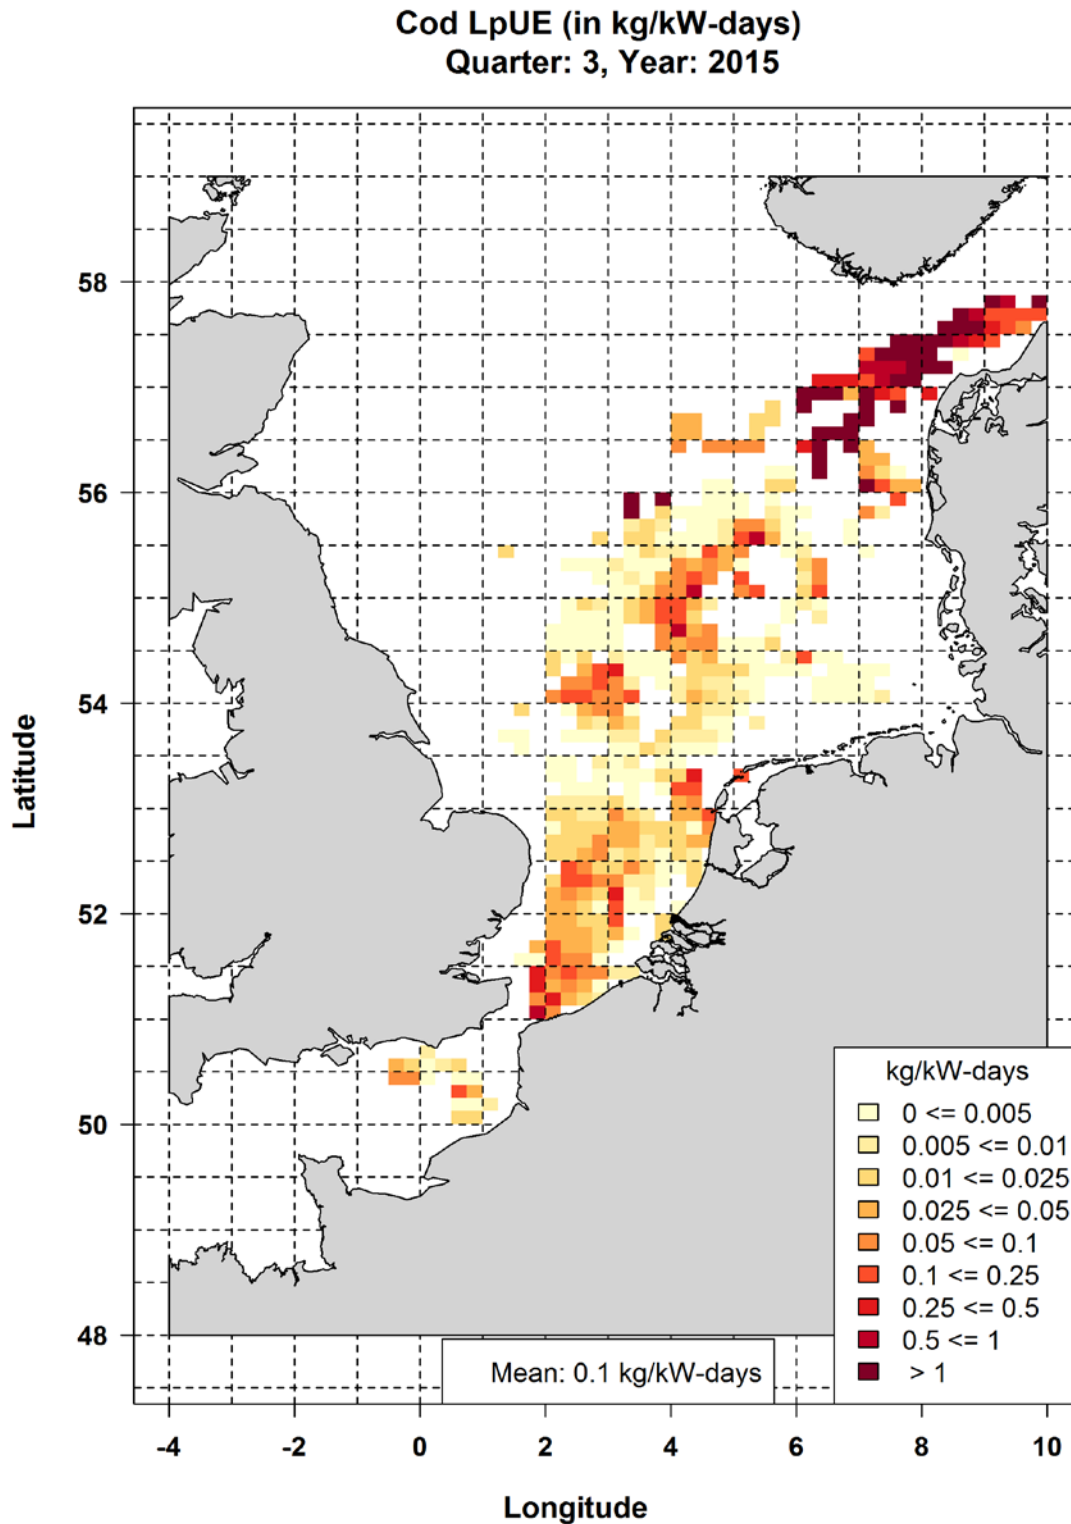 Cod LpUE (in kg/kW-days)
Quarter: 3, Year: 2015
58
56
54
52
50
48
Latitude
kg/kW-days
0 <= 0.005
0.005 <= 0.01
0.01 <= 0.025
0.025 <= 0.05
0.05 <= 0.1
0.1 <= 0.25
0.25 <= 0.5
0.5 <= 1
> 1
Mean: 0.1 kg/kW-days
-4 -2 0 2 4 6 8 10
Longitude